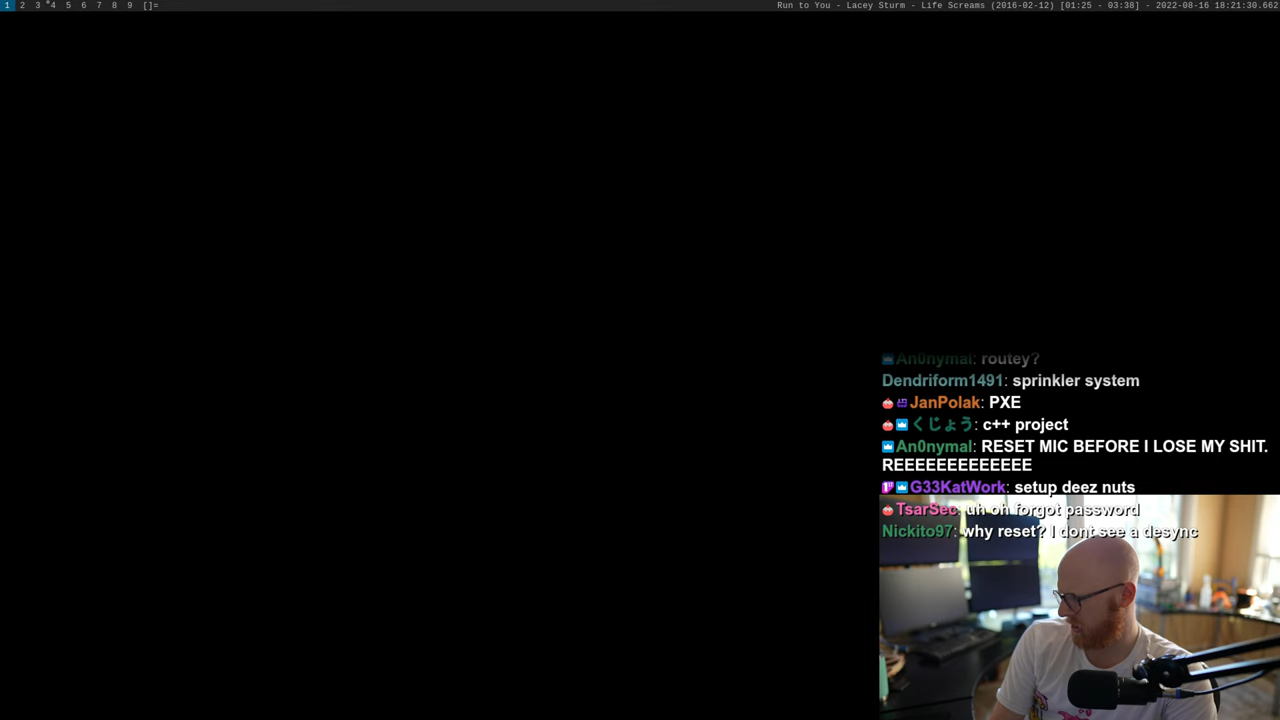 1 2 3 4 5 6 7 8 9 []=
Run to You - Lacey Sturm - Life Screams (2016-02-12) [01:25 - 03:38] - 2022-08-16 18:21:30.662
An0nymal: routey?
Dendriform1491: sprinkler system
JanPolak: PXE
くじょう: c++ project
An0nymal: RESET MIC BEFORE I LOSE MY SHIT.
REEEEEEEEEEEEE
G33KatWork: setup deez nuts
TsarSec: uh oh forgot password
Nickito97: why reset? I dont see a desync